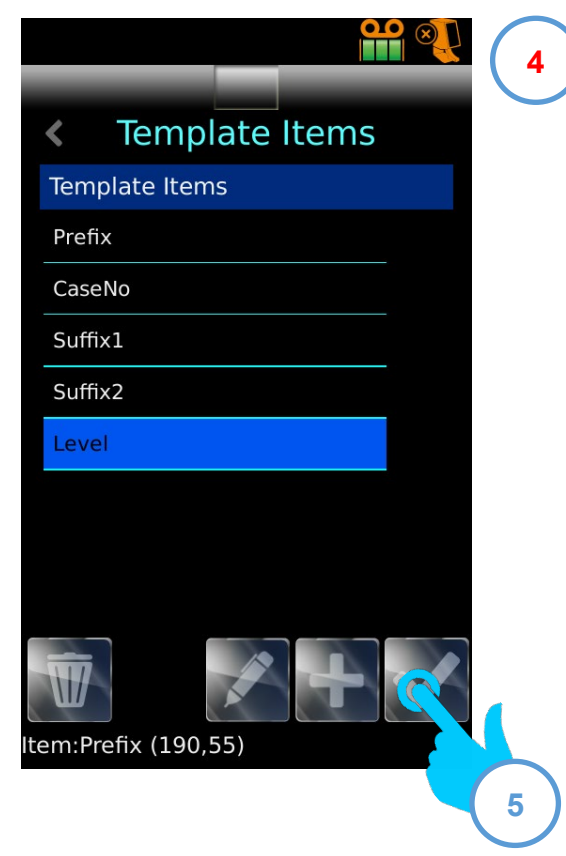 4
Template Items
Template Items
Prefix
CaseNo
Suffix1
Suffix2
Level
Item:Prefix (190,55)
5